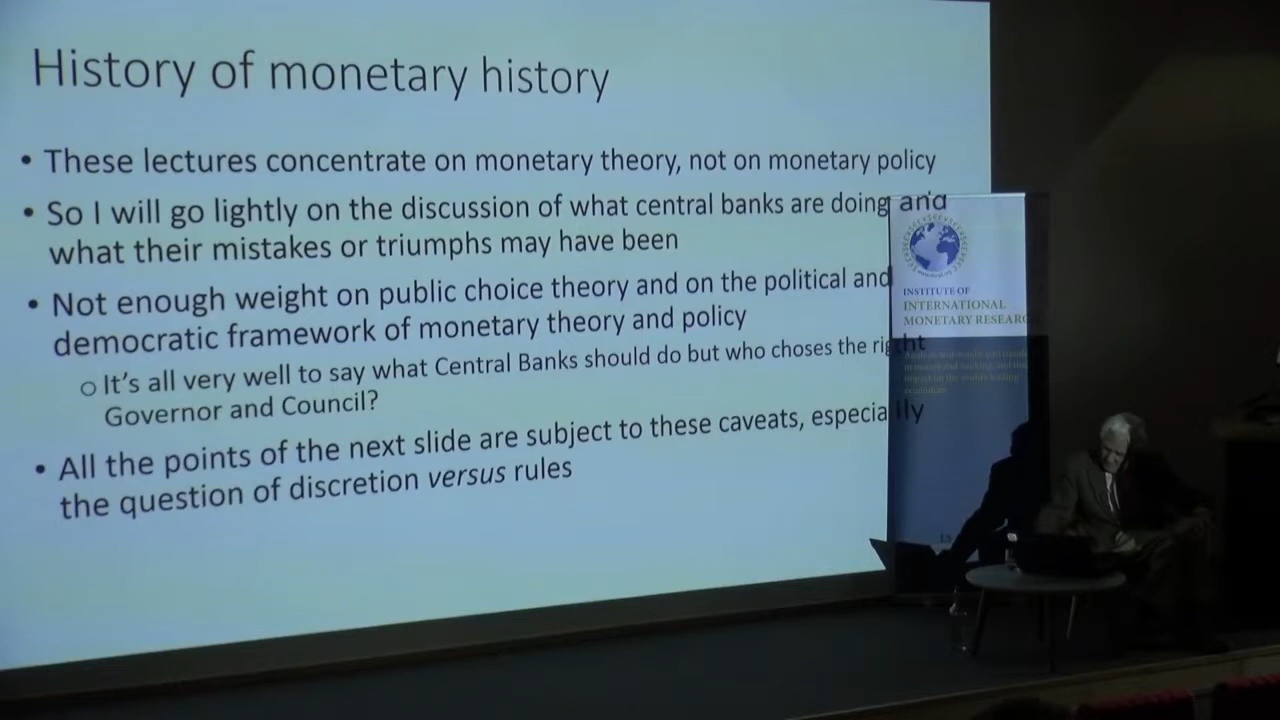 History of monetary history
• These lectures concentrate on monetary theory, not on monetary policy
• So I will go lightly on the discussion of what central banks are doing and
what their mistakes or triumphs may have been
• Not enough weight on public choice theory and on the political and
democratic framework of monetary theory and policy
o It's all very well to say what Central Banks should do but who choses the right
Governor and Council?
• All the points of the next slide are subject to these caveats, especially
the question of discretion versus rules
INSTITUTE OF
INTERNATIONAL
MONETARY RESEARCH